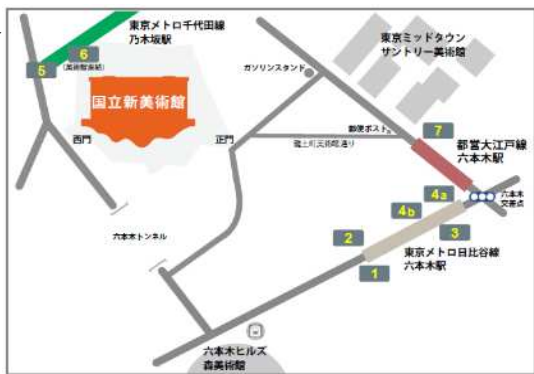 東京メトロ千代田線
乃木坂駅
6
(美術館直結)
5
国立新美術館
西門
正門
ガソリンスタンド
東京ミッドタウン
サントリー美術館
郵便ポスト
龍土町美術館通り
7
都営大江戸線
六本木駅
六本木
交差点
4a
4b
3
2
1
東京メトロ日比谷線
六本木駅
六本木トンネル
六本木ヒルズ
森美術館